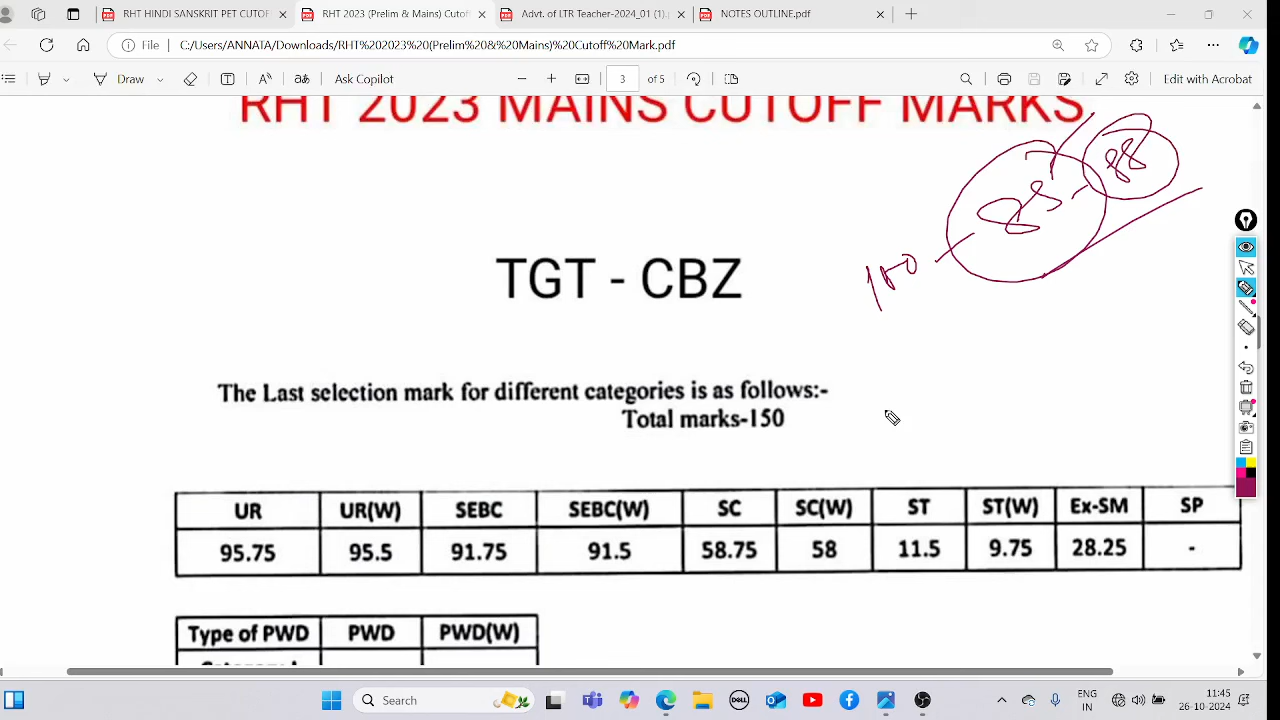 RHT HINDI SANSKRIT PET CUTOF
RHT 2023 (Prelim & Mains) Cutof
Adv. of LTR Teacher-2024_01 (1).p
NOTES OUTLINE.pdf
File
C:/Users/ANNATA/Downloads/RHT%202023%20(Prelim%20&%20Mains)%20Cutoff%20Mark.pdf
Draw
Ask Copilot
3
of 5
Edit with Acrobat
RHT 2023 MAINS CUTOFF MARKS
85 - 88
100
TGT - CBZ
The Last selection mark for different categories is as follows:-
Total marks-150
UR UR(W) SEBC SEBC(W) SC SC(W) ST ST(W) Ex-SM SP
95.75 95.5 91.75 91.5 58.75 58 11.5 9.75 28.25 -
Type of PWD PWD PWD(W)
Search
ENG
IN
11:45
26-10-2024